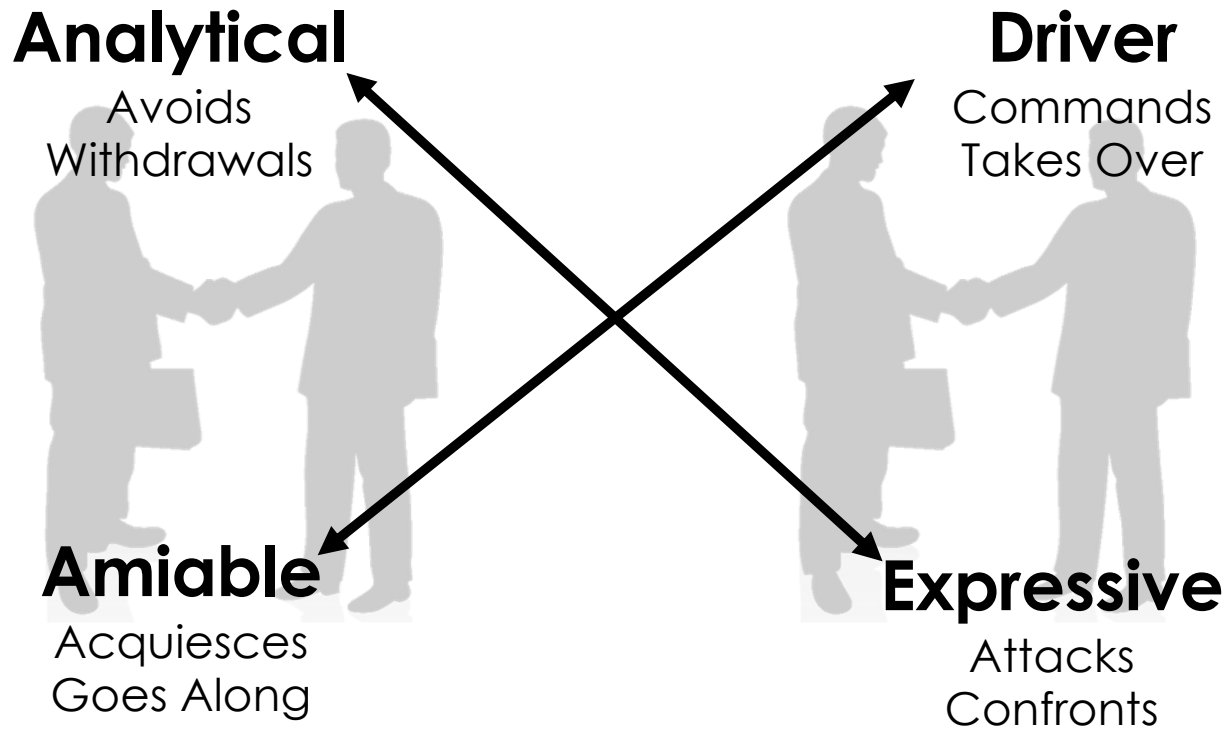 Analytical
Avoids
Withdrawals
Driver
Commands
Takes Over
Amiable
Acquiesces
Goes Along
Expressive
Attacks
Confronts